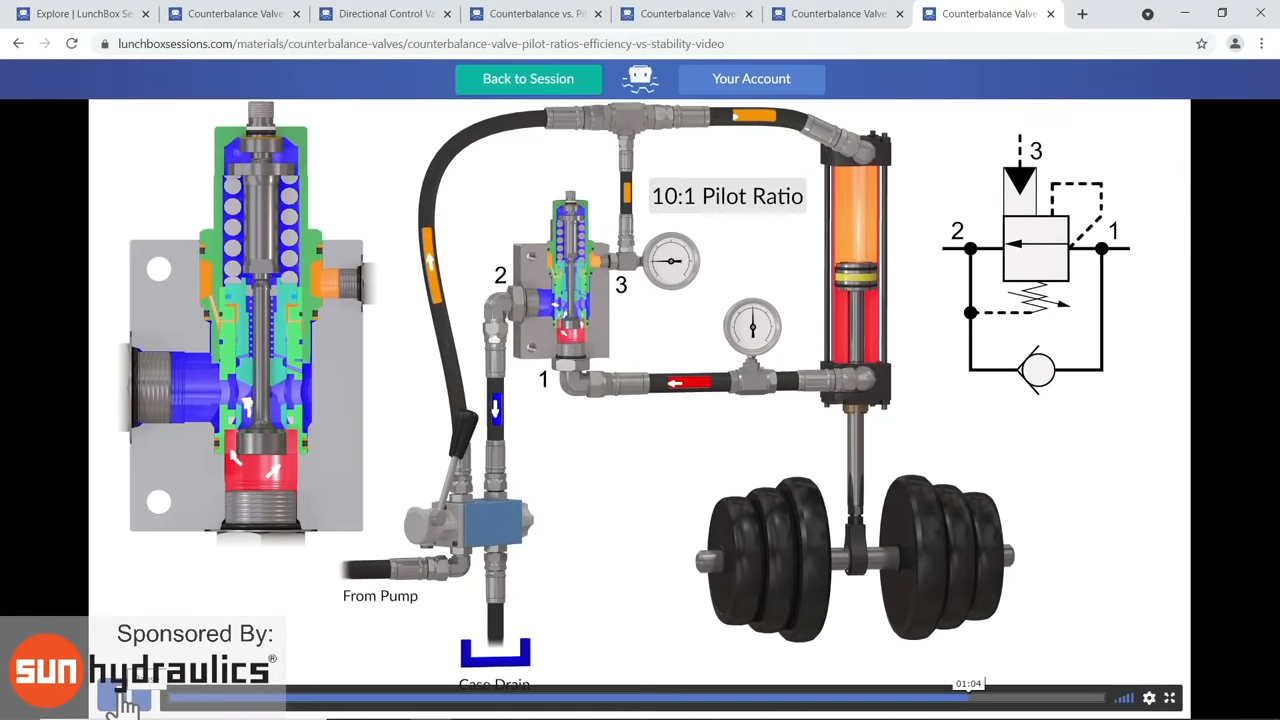 Explore | LunchBox Se
Counterbalance Valve
Directional Control Va
Counterbalance vs. Pil
Counterbalance Valve
Counterbalance Valve
Counterbalance Valve
lunchboxsessions.com/materials/counterbalance-valves/counterbalance-valve-pilot-ratios-efficiency-vs-stability-video
Back to Session
Your Account
10:1 Pilot Ratio
3
2
1
2
3
1
From Pump
Case Drain
Sponsored By:
sun hydraulics®
01:04